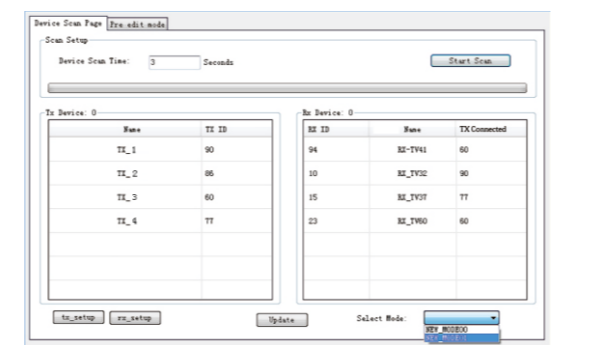 Device Scan Page Pre edit mode
Scan Setup
Device Scan Time: 3 Seconds Start Scan
Tx Device: 0 Rx Device: 0
Name TX ID RX ID Name TX Connected
TX_1 90 94 RX-TV41 60
TX_2 86 10 RX_TV32 90
TX_3 60 15 RX_TV37 77
TX_4 77 23 RX_TV60 60
tx_setup rx_setup Update Select Mode:
NEW_MODE00